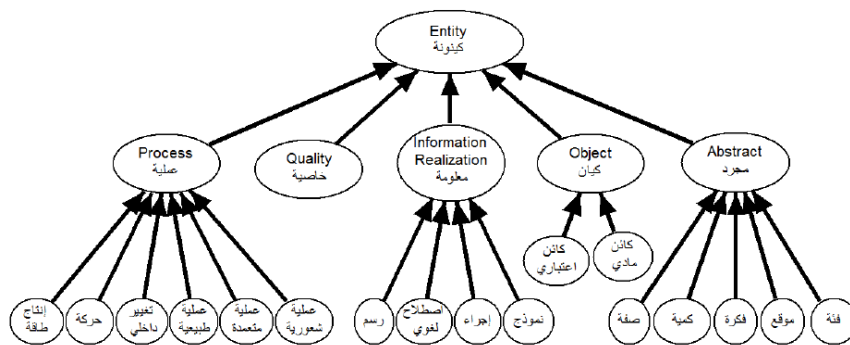 Entity
كينونة
Process
عملية
Quality
خاصية
Information
Realization
معلومة
Object
كيان
Abstract
مجرد
كائن
اعتباري
كائن
مادي
إنتاج
طاقة
حركة
تغيير
داخلي
عملية
طبيعية
عملية
متعمدة
عملية
شعورية
رسم
اصطلاح
لغوي
إجراء
نموذج
صفة
كمية
فكرة
موقع
فئة